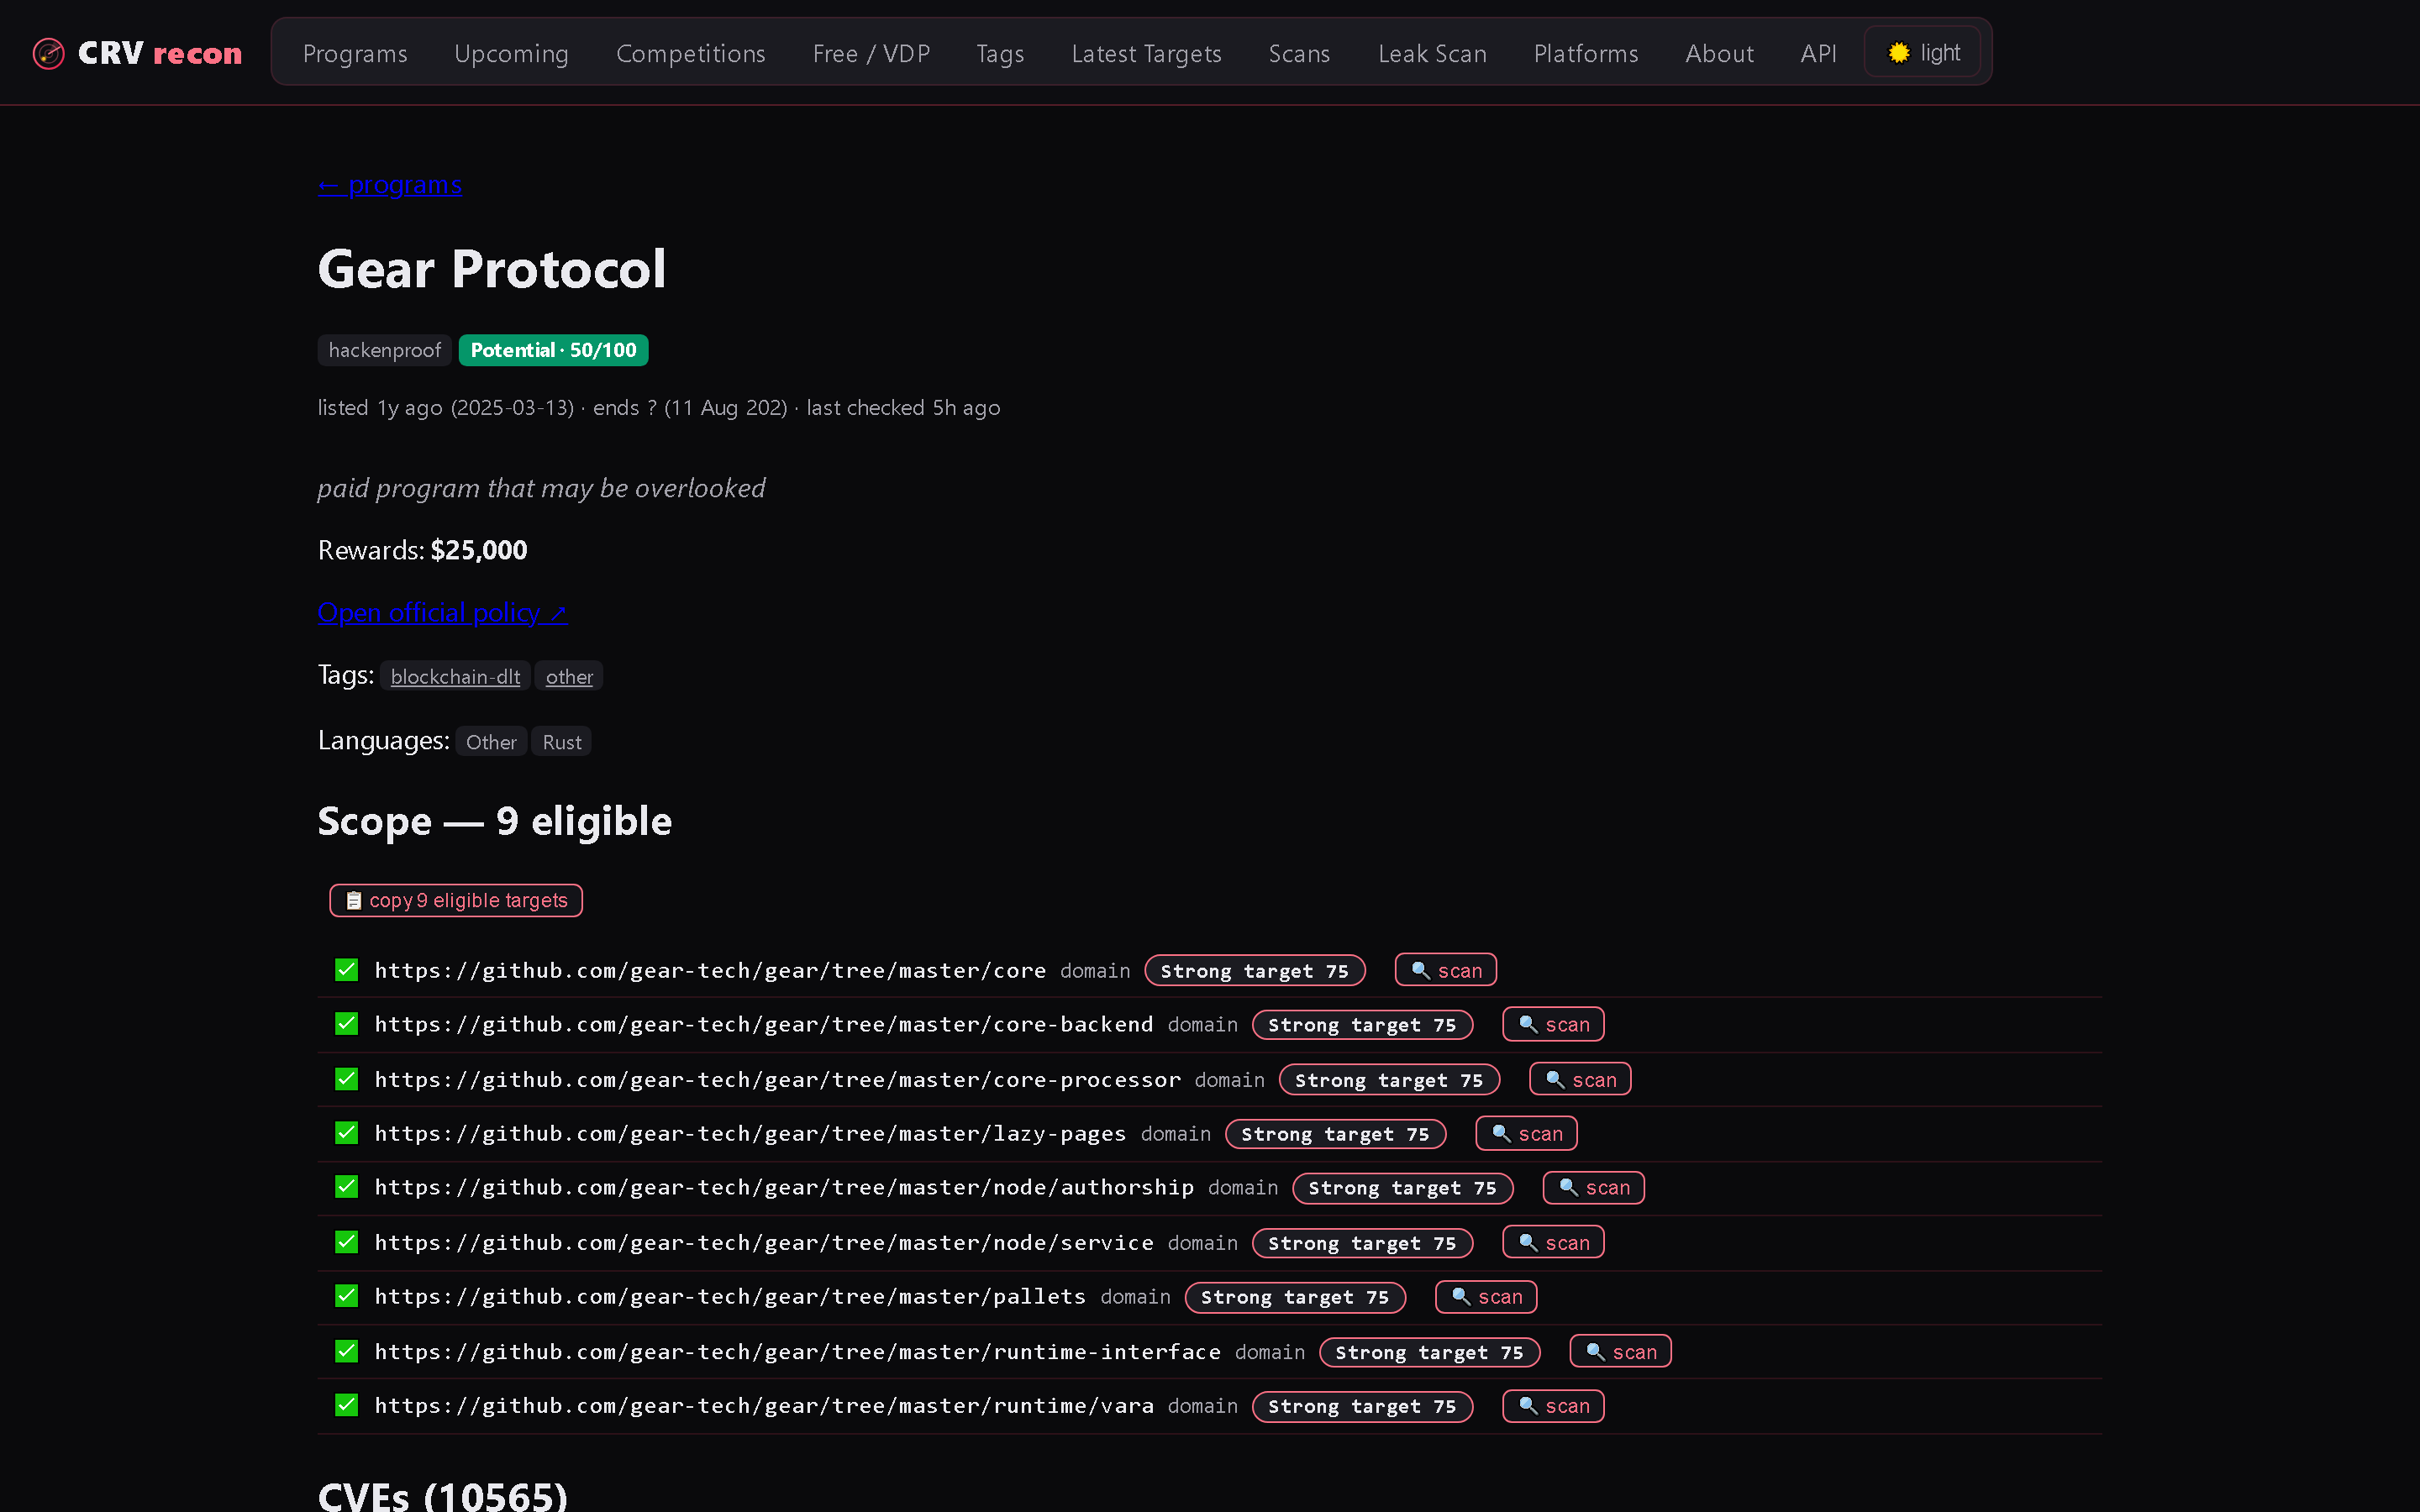 CRV recon Programs Upcoming Competitions Free / VDP Tags Latest Targets Scans Leak Scan Platforms About API light
← programs
Gear Protocol
hackenproof Potential · 50/100
listed 1y ago (2025-03-13) · ends ? (11 Aug 202) · last checked 5h ago
paid program that may be overlooked
Rewards: $25,000
Open official policy ↗
Tags: blockchain-dlt other
Languages: Other Rust
Scope — 9 eligible
copy 9 eligible targets
https://github.com/gear-tech/gear/tree/master/core domain Strong target 75 scan
https://github.com/gear-tech/gear/tree/master/core-backend domain Strong target 75 scan
https://github.com/gear-tech/gear/tree/master/core-processor domain Strong target 75 scan
https://github.com/gear-tech/gear/tree/master/lazy-pages domain Strong target 75 scan
https://github.com/gear-tech/gear/tree/master/node/authorship domain Strong target 75 scan
https://github.com/gear-tech/gear/tree/master/node/service domain Strong target 75 scan
https://github.com/gear-tech/gear/tree/master/pallets domain Strong target 75 scan
https://github.com/gear-tech/gear/tree/master/runtime-interface domain Strong target 75 scan
https://github.com/gear-tech/gear/tree/master/runtime/vara domain Strong target 75 scan
CVEs (10565)